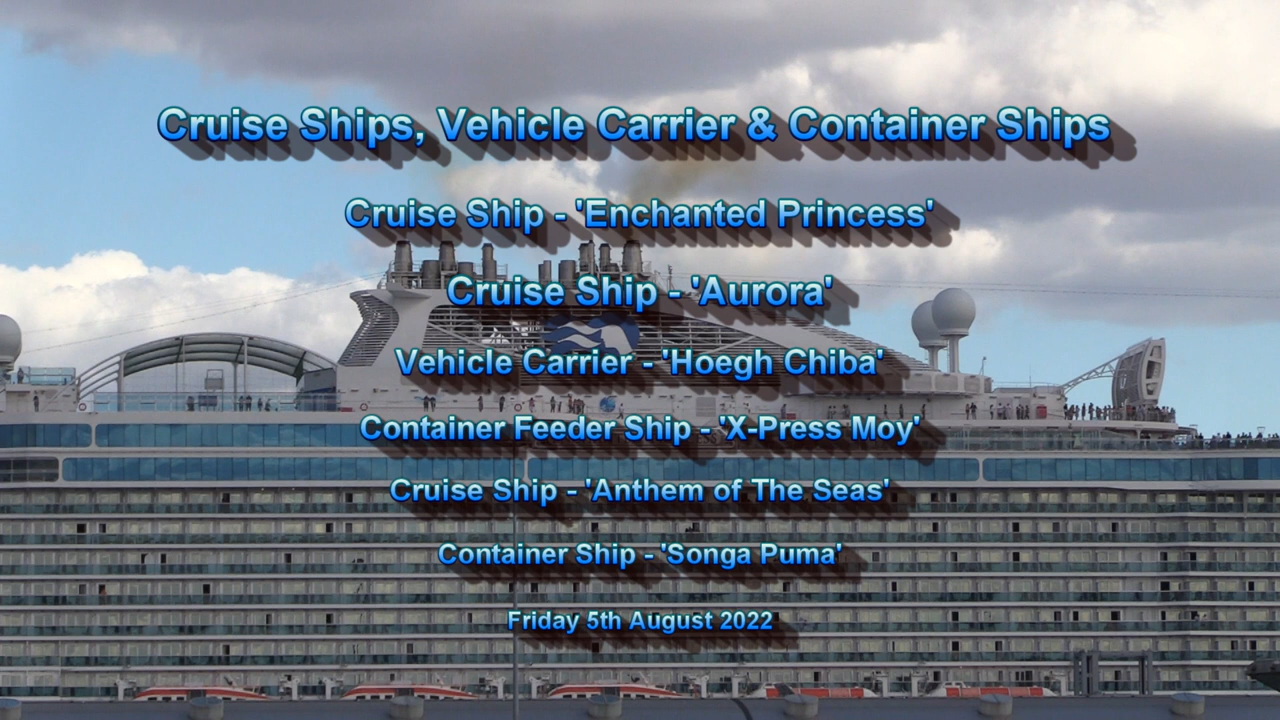 Cruise Ships, Vehicle Carrier & Container Ships
Cruise Ship - 'Enchanted Princess'
Cruise Ship - 'Aurora'
Vehicle Carrier - 'Hoegh Chiba'
Container Feeder Ship - 'X-Press Moy'
Cruise Ship - 'Anthem of The Seas'
Container Ship - 'Songa Puma'
Friday 5th August 2022